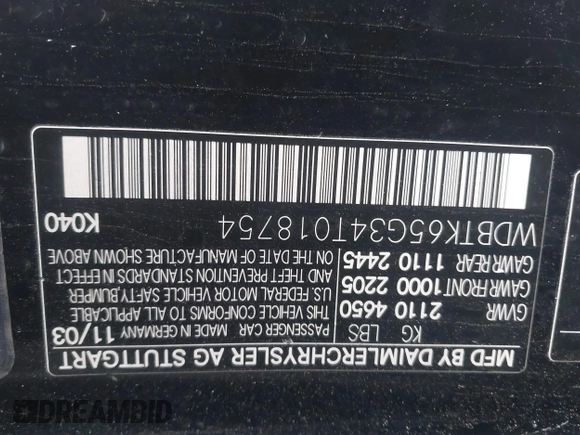 MFD BY DAIMLERCHRYSLER AG STUTTGART
PASSENGER CAR MADE IN GERMANY 11/03
THIS VEHICLE CONFORMS TO ALL APPLICABLE
U.S. FEDERAL MOTOR VEHICLE SAFTY, BUMPER,
AND THEFT PREVENTION STANDARDS IN EFFECT
ON THE DATE OF MANUFACTURE SHOWN ABOVE
KG LBS
GVWR 2110 4650
GAWR FRONT 1000 2205
GAWR REAR 1110 2445
WDBTK65G34T018754 K040
DREAMBID